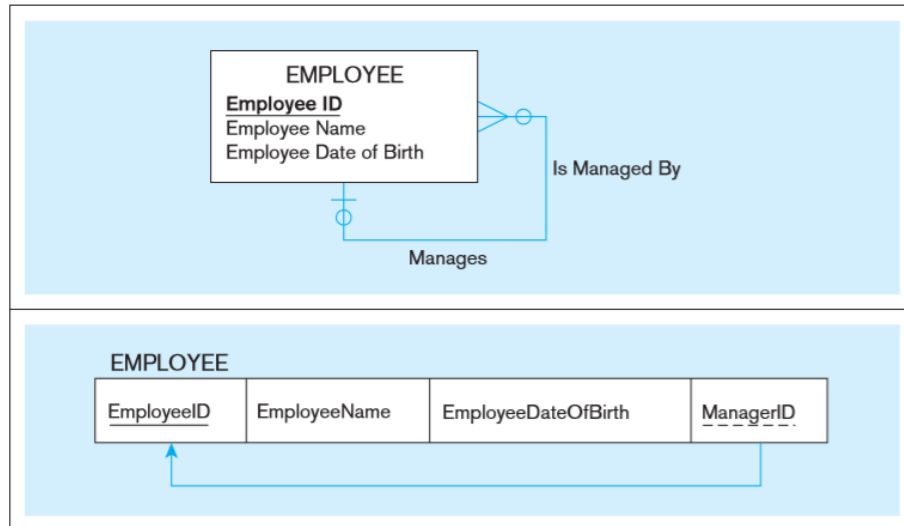 EMPLOYEE
Employee ID
Employee Name
Employee Date of Birth
Is Managed By
Manages
EMPLOYEE
EmployeeID EmployeeName EmployeeDateOfBirth ManagerID